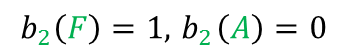 b₂(F) = 1, b₂(A) = 0